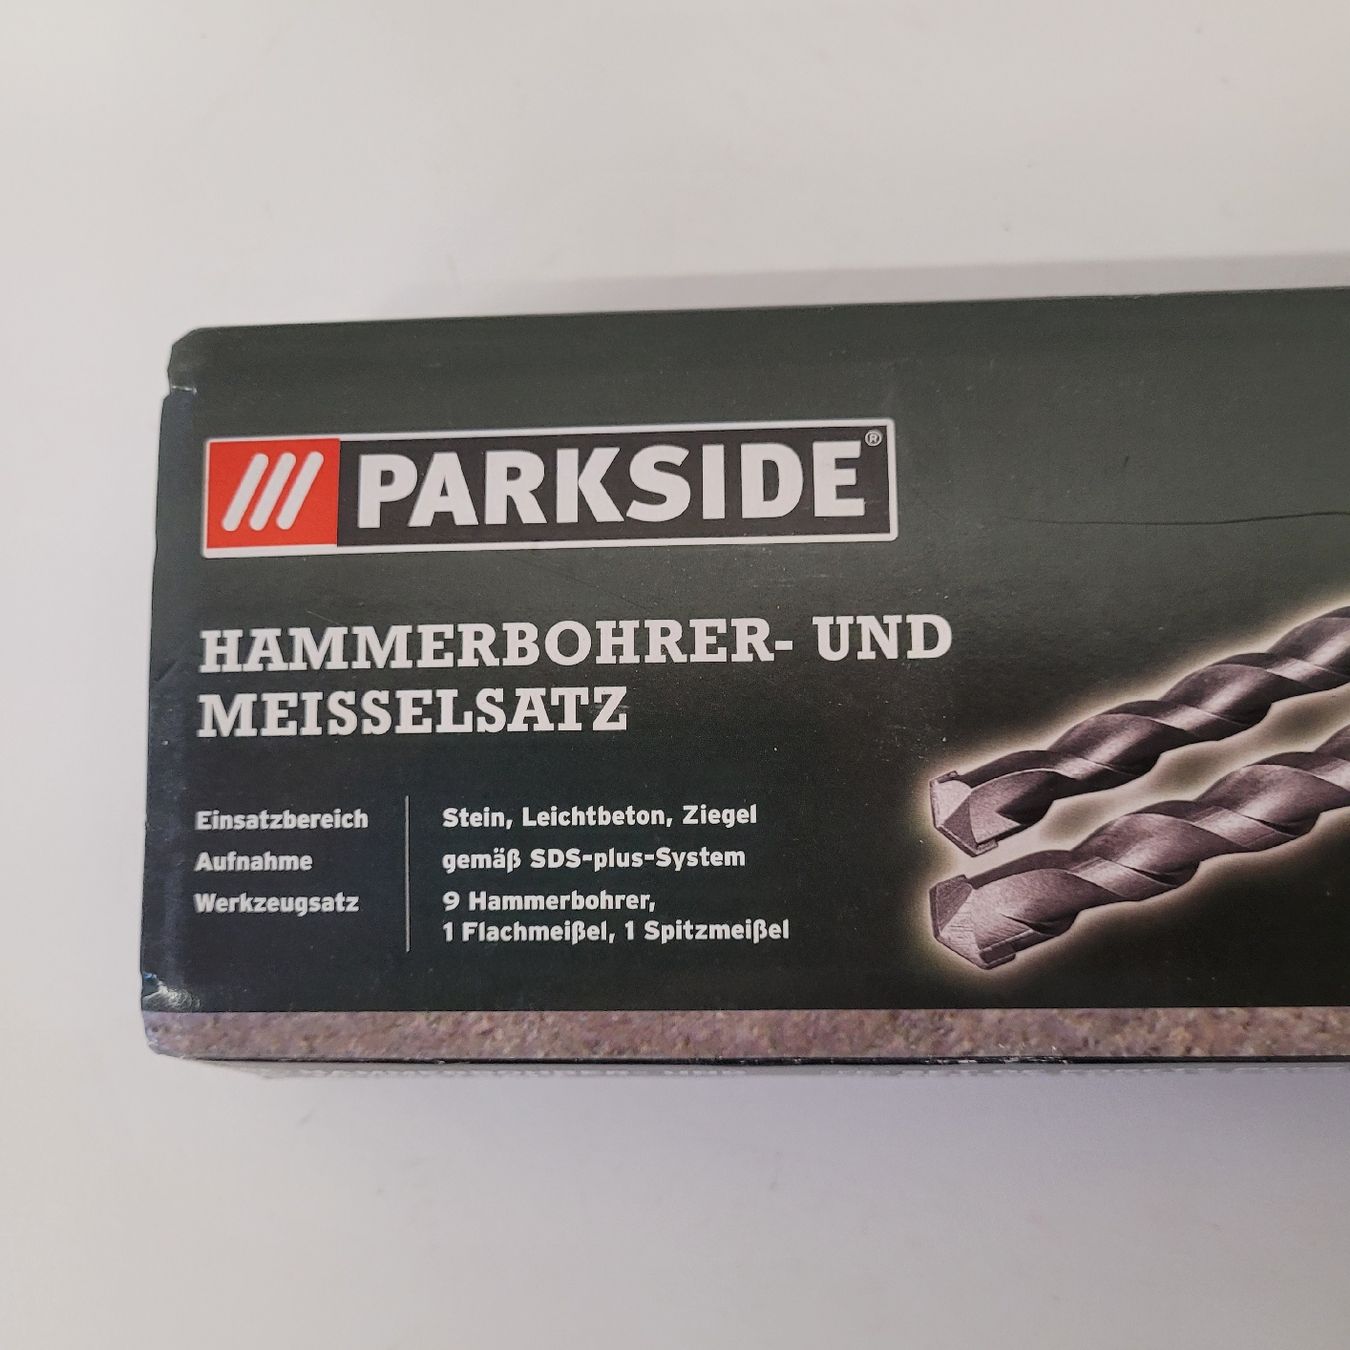 PARKSIDE®
HAMMERBOHRER- UND
MEISSELSATZ
Einsatzbereich Stein, Leichtbeton, Ziegel
Aufnahme gemäß SDS-plus-System
Werkzeugsatz 9 Hammerbohrer,
1 Flachmeißel, 1 Spitzmeißel